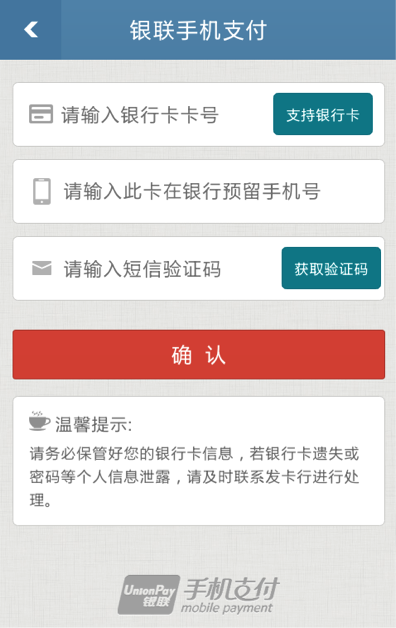 银联手机支付
请输入银行卡卡号
支持银行卡
请输入此卡在银行预留手机号
请输入短信验证码
获取验证码
确 认
温馨提示:
请务必保管好您的银行卡信息，若银行卡遗失或
密码等个人信息泄露，请及时联系发卡行进行处
理。
UnionPay
银联
手机支付
mobile payment